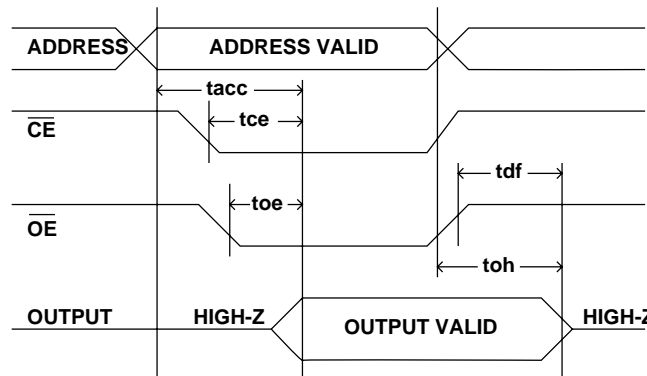 ADDRESS ADDRESS VALID
tacc
CE tce
tdf
OE toe
toh
OUTPUT HIGH-Z OUTPUT VALID HIGH-Z